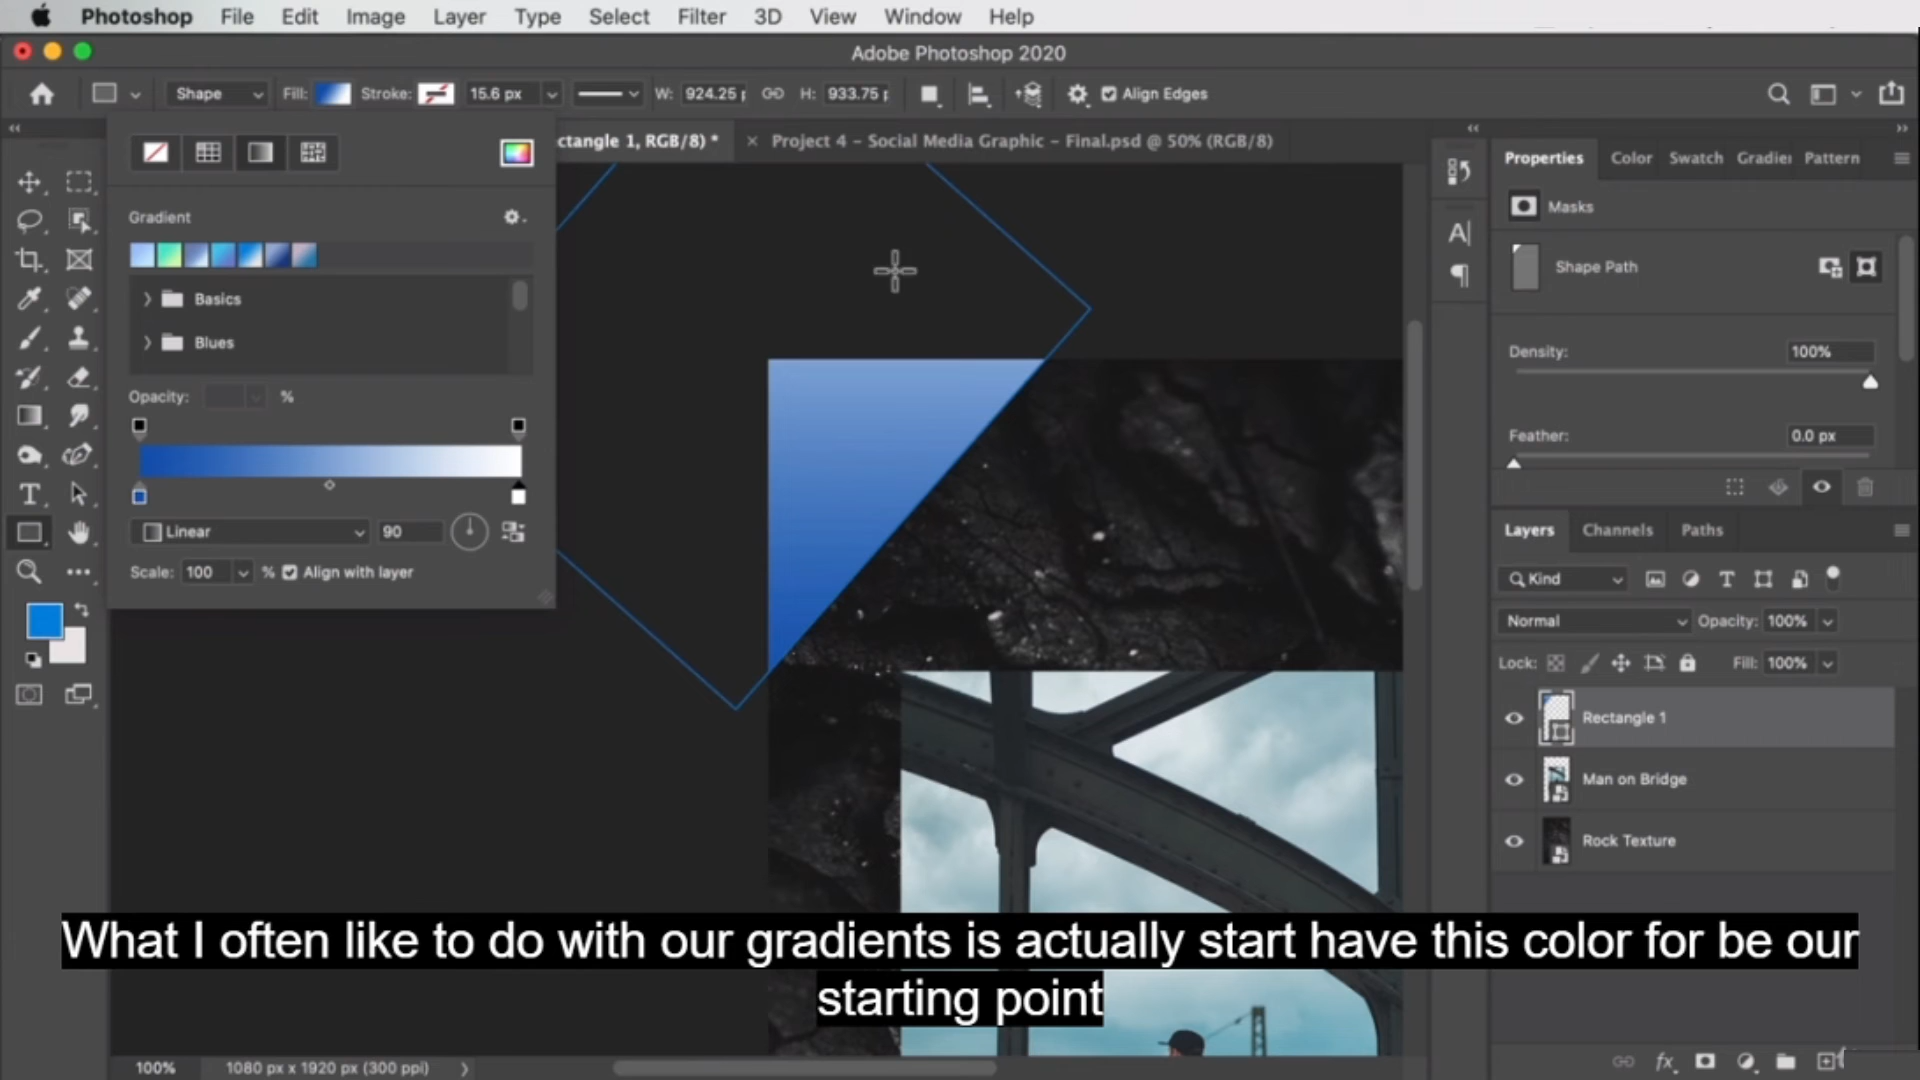 Photoshop File Edit Image Layer Type Select Filter 3D View Window Help
Adobe Photoshop 2020
Shape Fill: Stroke: 15.6 px W: 924.25 H: 933.75 Align Edges
ctangle 1, RGB/8) * × Project 4 – Social Media Graphic – Final.psd @ 50% (RGB/8)
Gradient
Basics
Blues
Opacity: %
Linear 90
Scale: 100 % Align with layer
Properties Color Swatch Gradie Pattern
Masks
Shape Path
Density: 100%
Feather: 0.0 px
Layers Channels Paths
Kind
Normal Opacity: 100%
Lock: Fill: 100%
Rectangle 1
Man on Bridge
Rock Texture
What I often like to do with our gradients is actually start have this color for be our
starting point
100% 1080 px x 1920 px (300 ppi)